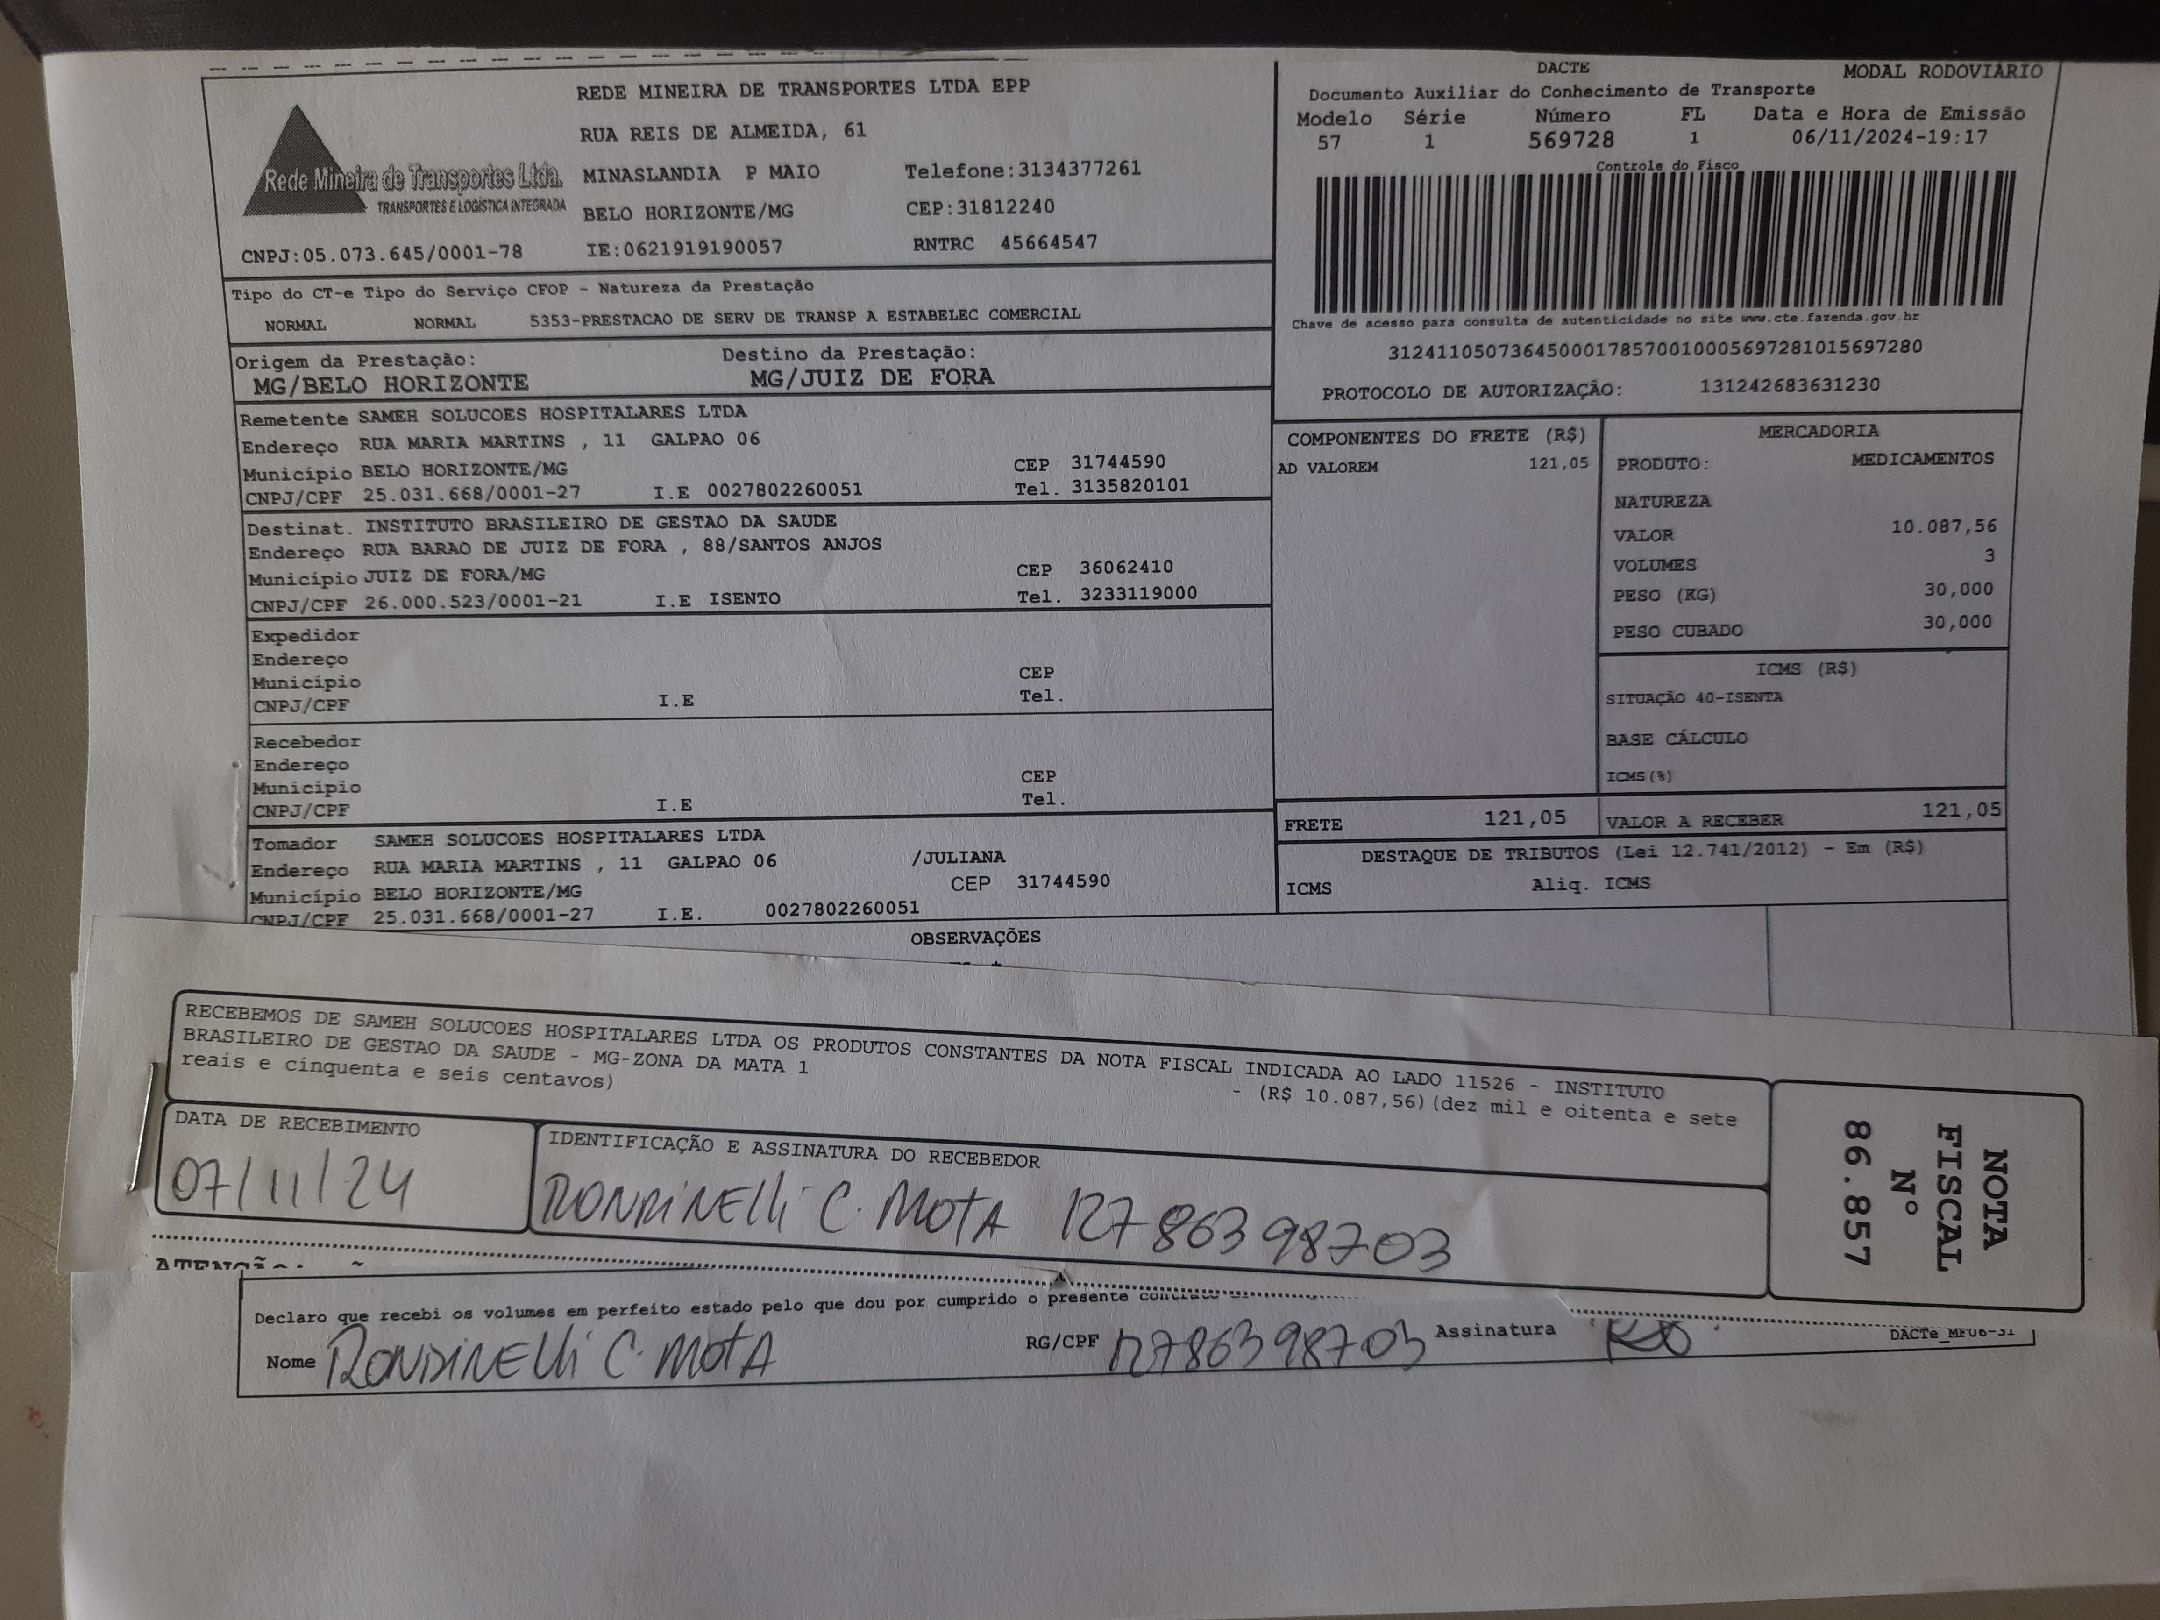 REDE MINEIRA DE TRANSPORTES LTDA EPP
RUA REIS DE ALMEIDA, 61
Rede Mineira de Transportes Ltda.
TRANSPORTES E LOGÍSTICA INTEGRADA
MINASLANDIA P MAIO Telefone:3134377261
BELO HORIZONTE/MG CEP:31812240
CNPJ:05.073.645/0001-78 IE:0621919190057 RNTRC 45664547
DACTE MODAL RODOVIÁRIO
Documento Auxiliar do Conhecimento de Transporte
Modelo Série Número FL Data e Hora de Emissão
57 1 569728 1 06/11/2024-19:17
Controle do Fisco
Chave de acesso para consulta de autenticidade no site www.cte.fazenda.gov.br
31241105073645000178570010005697281015697280
PROTOCOLO DE AUTORIZAÇÃO: 131242683631230
Tipo do CT-e Tipo do Serviço CFOP - Natureza da Prestação
NORMAL NORMAL 5353-PRESTACAO DE SERV DE TRANSP A ESTABELEC COMERCIAL
Origem da Prestação: Destino da Prestação:
MG/BELO HORIZONTE MG/JUIZ DE FORA
Remetente SAMEH SOLUCOES HOSPITALARES LTDA
Endereço RUA MARIA MARTINS , 11 GALPAO 06
Município BELO HORIZONTE/MG CEP 31744590
CNPJ/CPF 25.031.668/0001-27 I.E 0027802260051 Tel. 3135820101
Destinat. INSTITUTO BRASILEIRO DE GESTAO DA SAUDE
Endereço RUA BARAO DE JUIZ DE FORA , 88/SANTOS ANJOS
Município JUIZ DE FORA/MG CEP 36062410
CNPJ/CPF 26.000.523/0001-21 I.E ISENTO Tel. 3233119000
Expedidor
Endereço
Município CEP
CNPJ/CPF I.E Tel.
Recebedor
Endereço
Município CEP
CNPJ/CPF I.E Tel.
Tomador SAMEH SOLUCOES HOSPITALARES LTDA
Endereço RUA MARIA MARTINS , 11 GALPAO 06 /JULIANA
Município BELO HORIZONTE/MG CEP 31744590
CNPJ/CPF 25.031.668/0001-27 I.E. 0027802260051
COMPONENTES DO FRETE (R$)
AD VALOREM 121,05
MERCADORIA
PRODUTO: MEDICAMENTOS
NATUREZA
VALOR 10.087,56
VOLUMES 3
PESO (KG) 30,000
PESO CUBADO 30,000
ICMS (R$)
SITUAÇÃO 40-ISENTA
BASE CÁLCULO
ICMS(%)
FRETE 121,05 VALOR A RECEBER 121,05
DESTAQUE DE TRIBUTOS (Lei 12.741/2012) - Em (R$)
ICMS Aliq. ICMS
OBSERVAÇÕES
RECEBEMOS DE SAMEH SOLUCOES HOSPITALARES LTDA OS PRODUTOS CONSTANTES DA NOTA FISCAL INDICADA AO LADO 11526 - INSTITUTO
BRASILEIRO DE GESTAO DA SAUDE - MG-ZONA DA MATA 1 - (R$ 10.087,56)(dez mil e oitenta e sete
reais e cinquenta e seis centavos)
DATA DE RECEBIMENTO IDENTIFICAÇÃO E ASSINATURA DO RECEBEDOR
07/11/24 RONDINELLI C. MOTA 12786398703
NOTA
FISCAL
Nº
86.857
Declaro que recebi os volumes em perfeito estado pelo que dou por cumprido o presente contrato
Nome RONDINELLI C. MOTA RG/CPF 12786398703 Assinatura